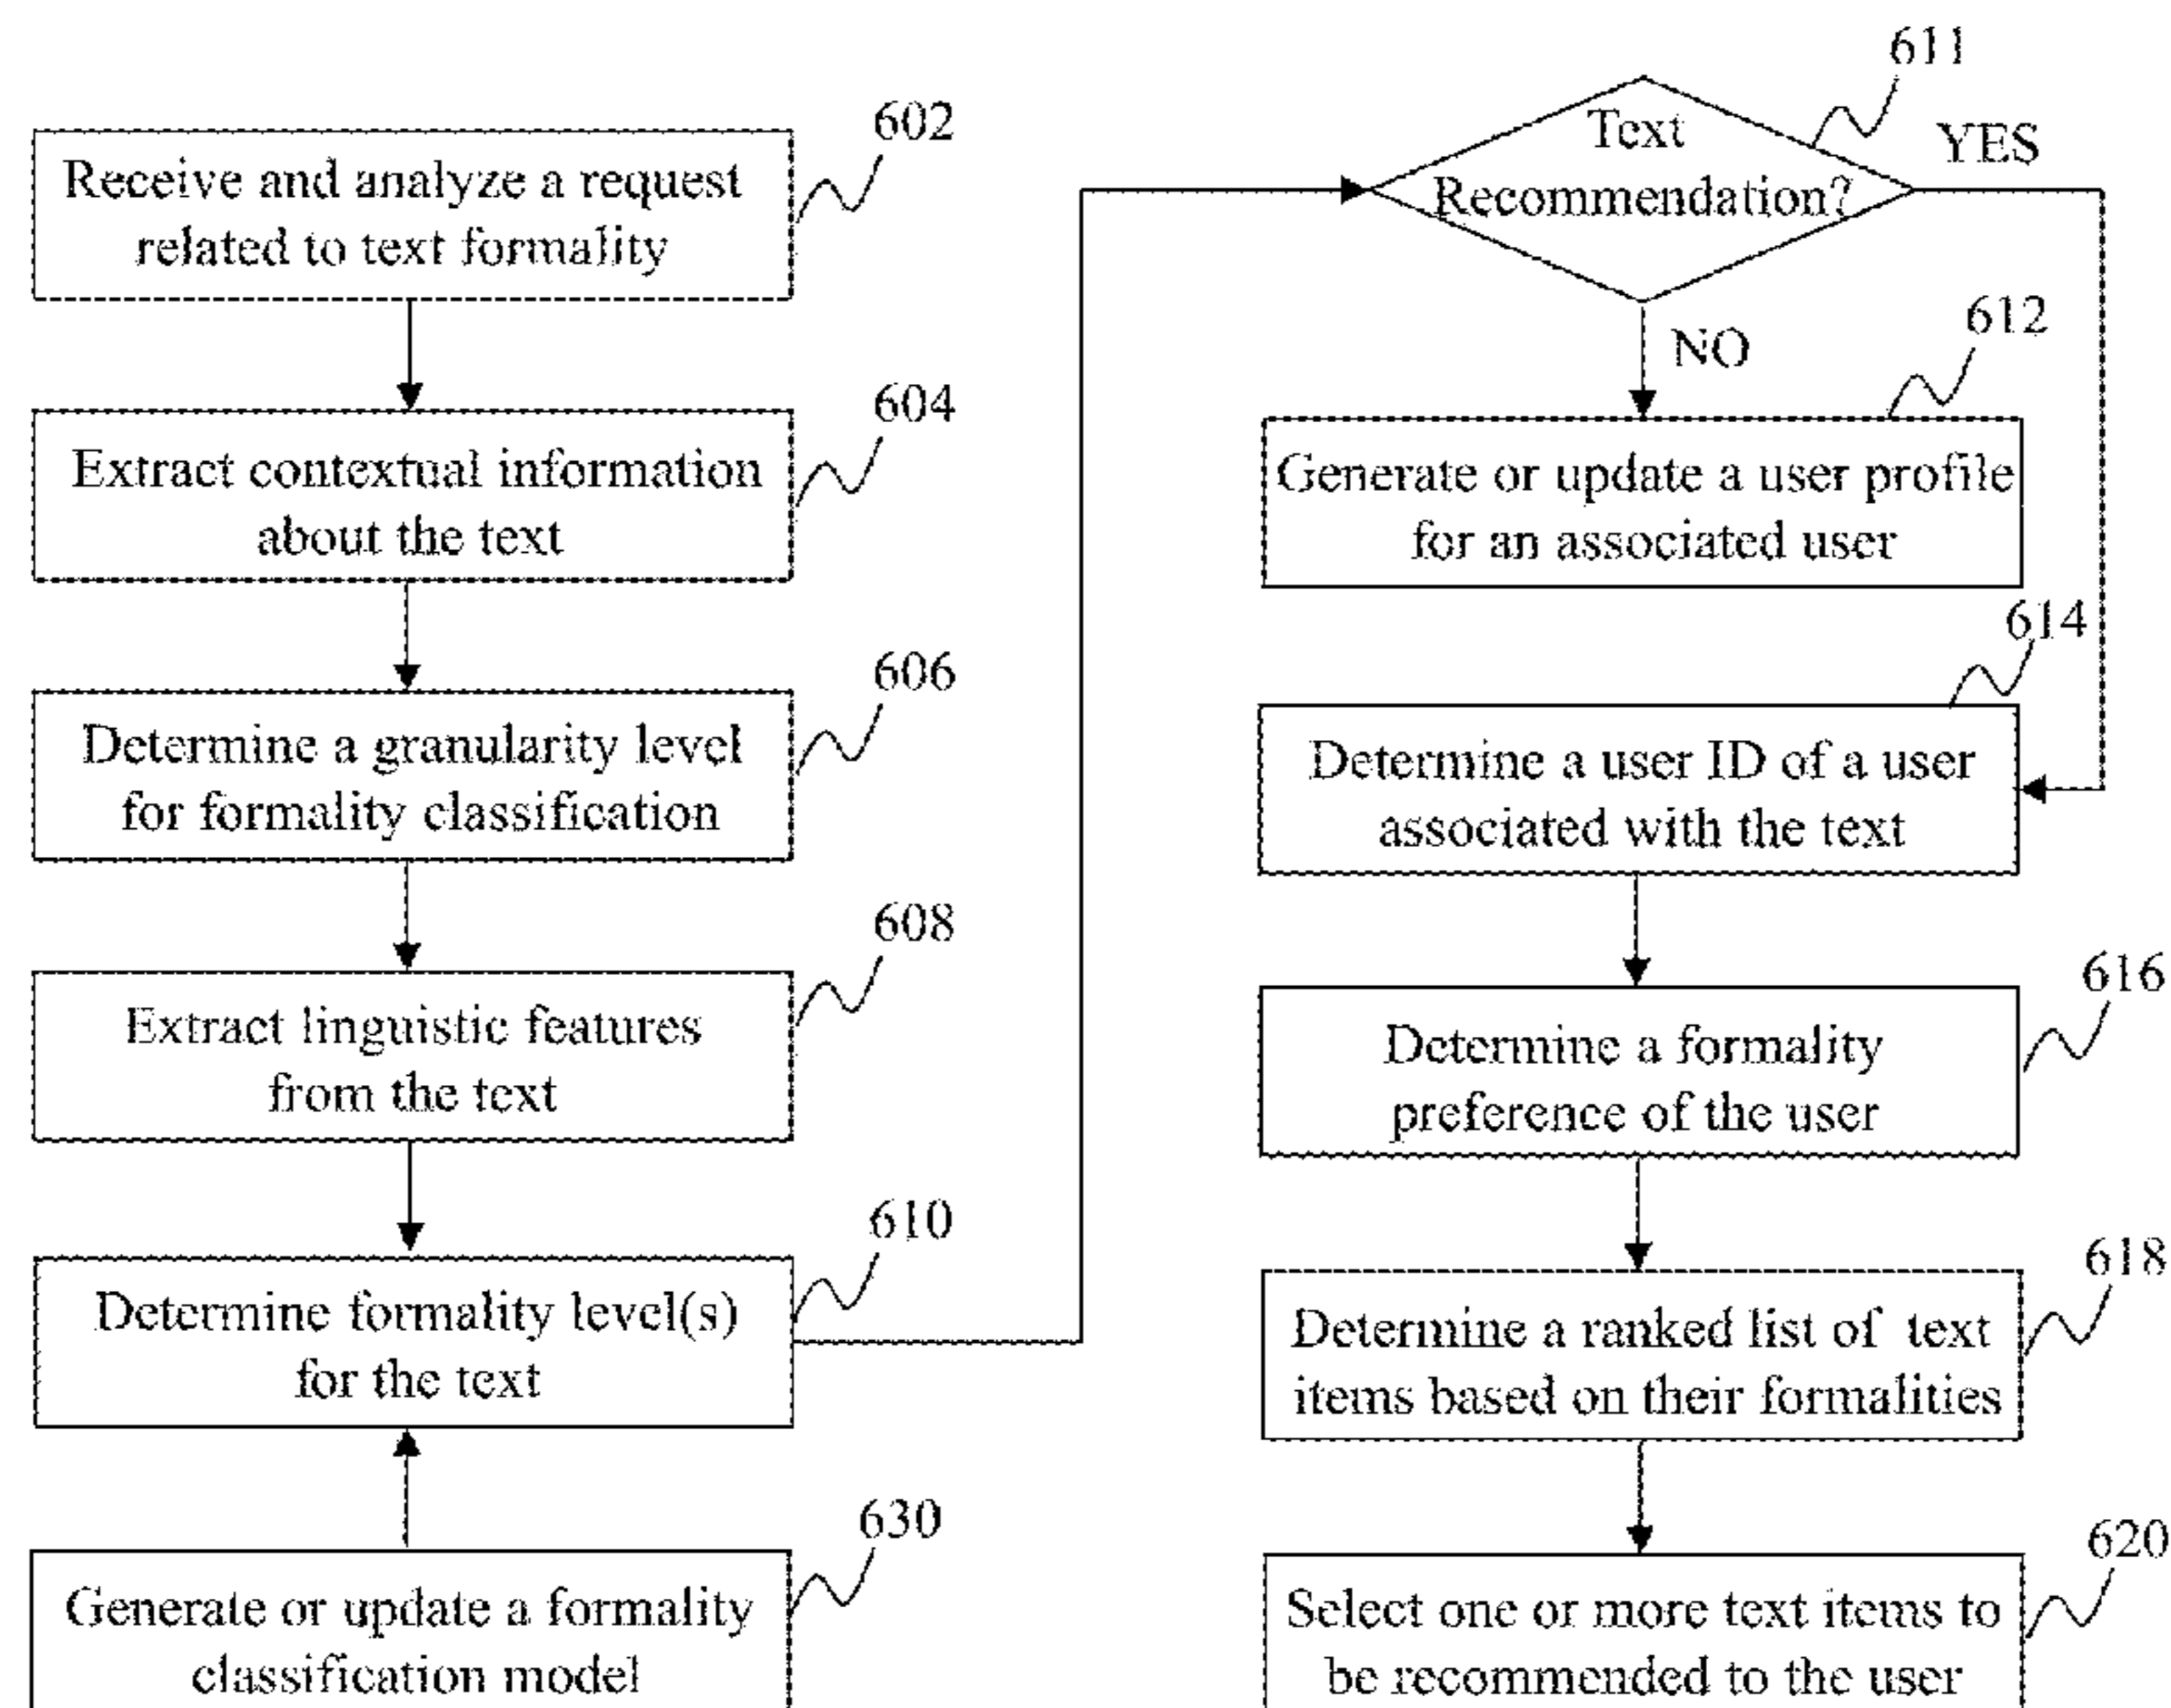 602
Receive and analyze a request
related to text formality
604
Extract contextual information
about the text
606
Determine a granularity level
for formality classification
608
Extract linguistic features
from the text
610
Determine formality level(s)
for the text
630
Generate or update a formality
classification model
611
Text
Recommendation?
YES
NO
612
Generate or update a user profile
for an associated user
614
Determine a user ID of a user
associated with the text
616
Determine a formality
preference of the user
618
Determine a ranked list of text
items based on their formalities
620
Select one or more text items to
be recommended to the user